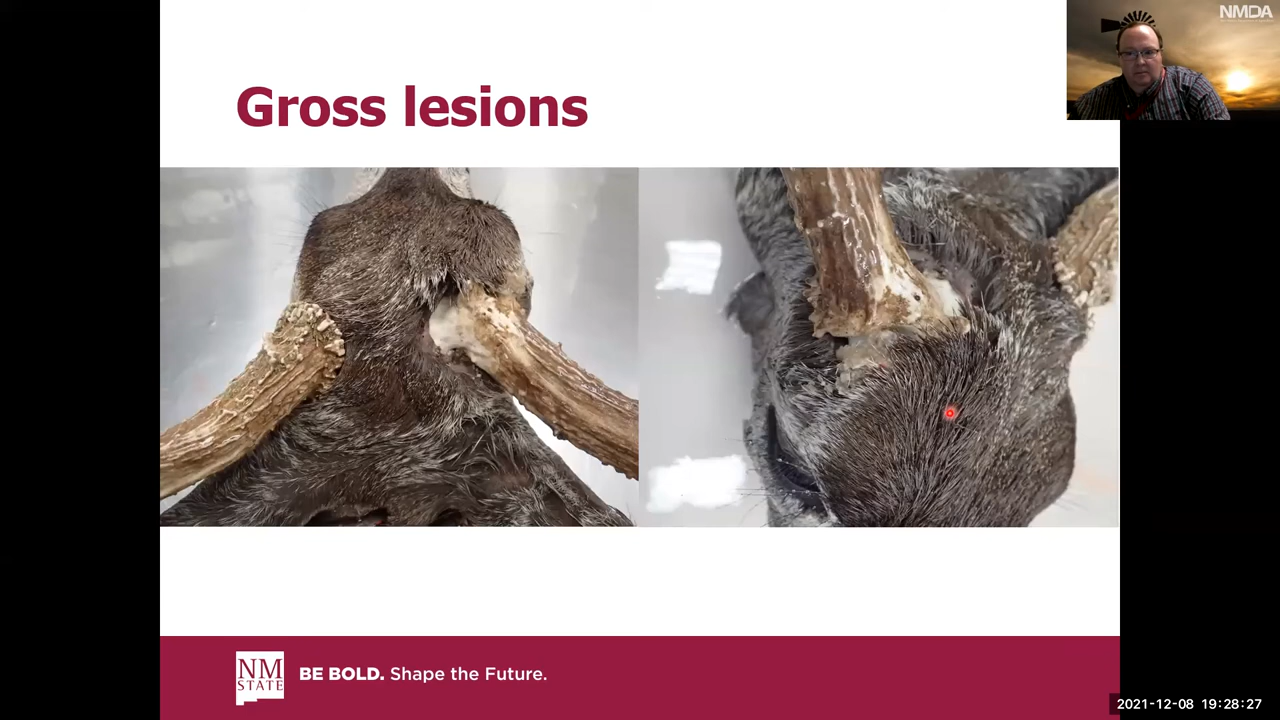 NMDA
Gross lesions
NM
STATE
BE BOLD. Shape the Future.
2021-12-08 19:28:27